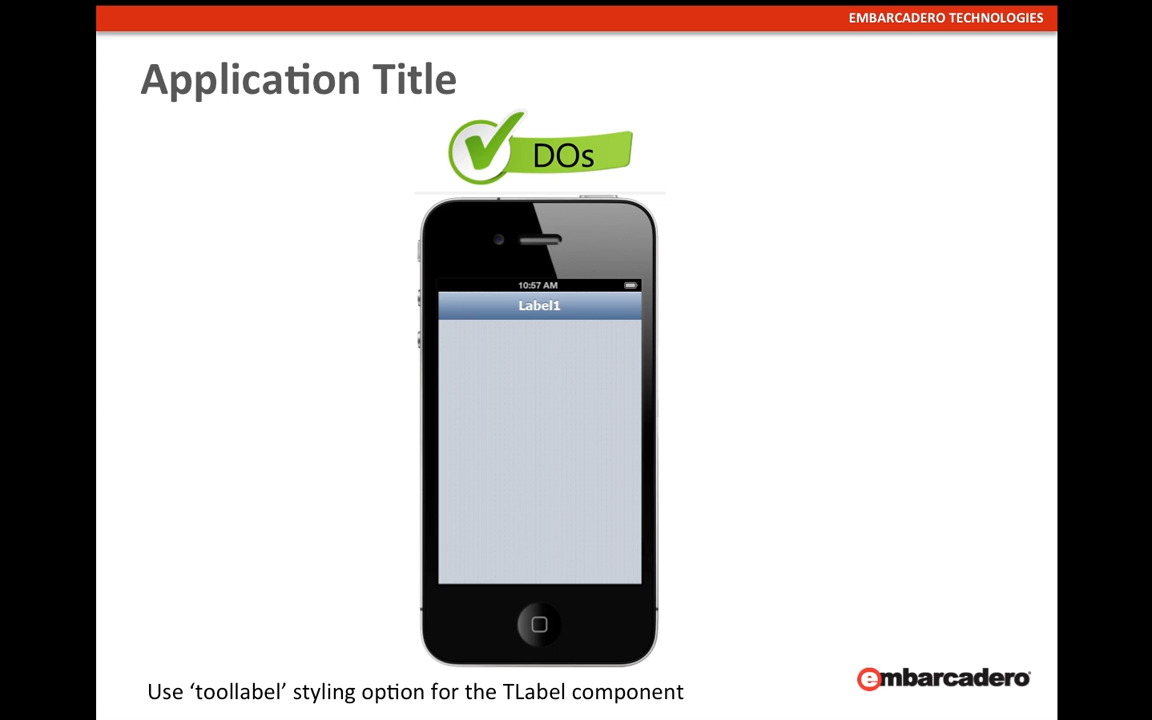 EMBARCADERO TECHNOLOGIES
Application Title
DOs
10:57 AM
Label1
Use ‘toollabel’ styling option for the TLabel component
embarcadero